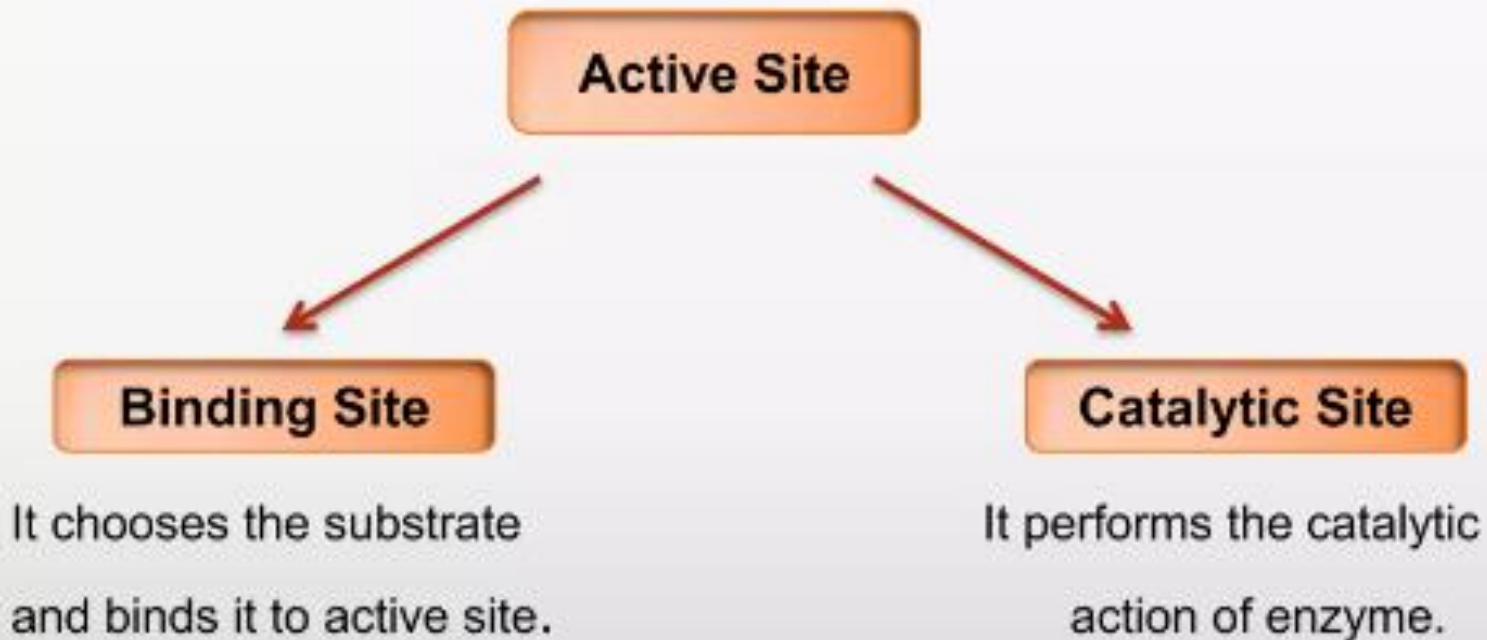 Active Site
Binding Site
It chooses the substrate
and binds it to active site.
Catalytic Site
It performs the catalytic
action of enzyme.